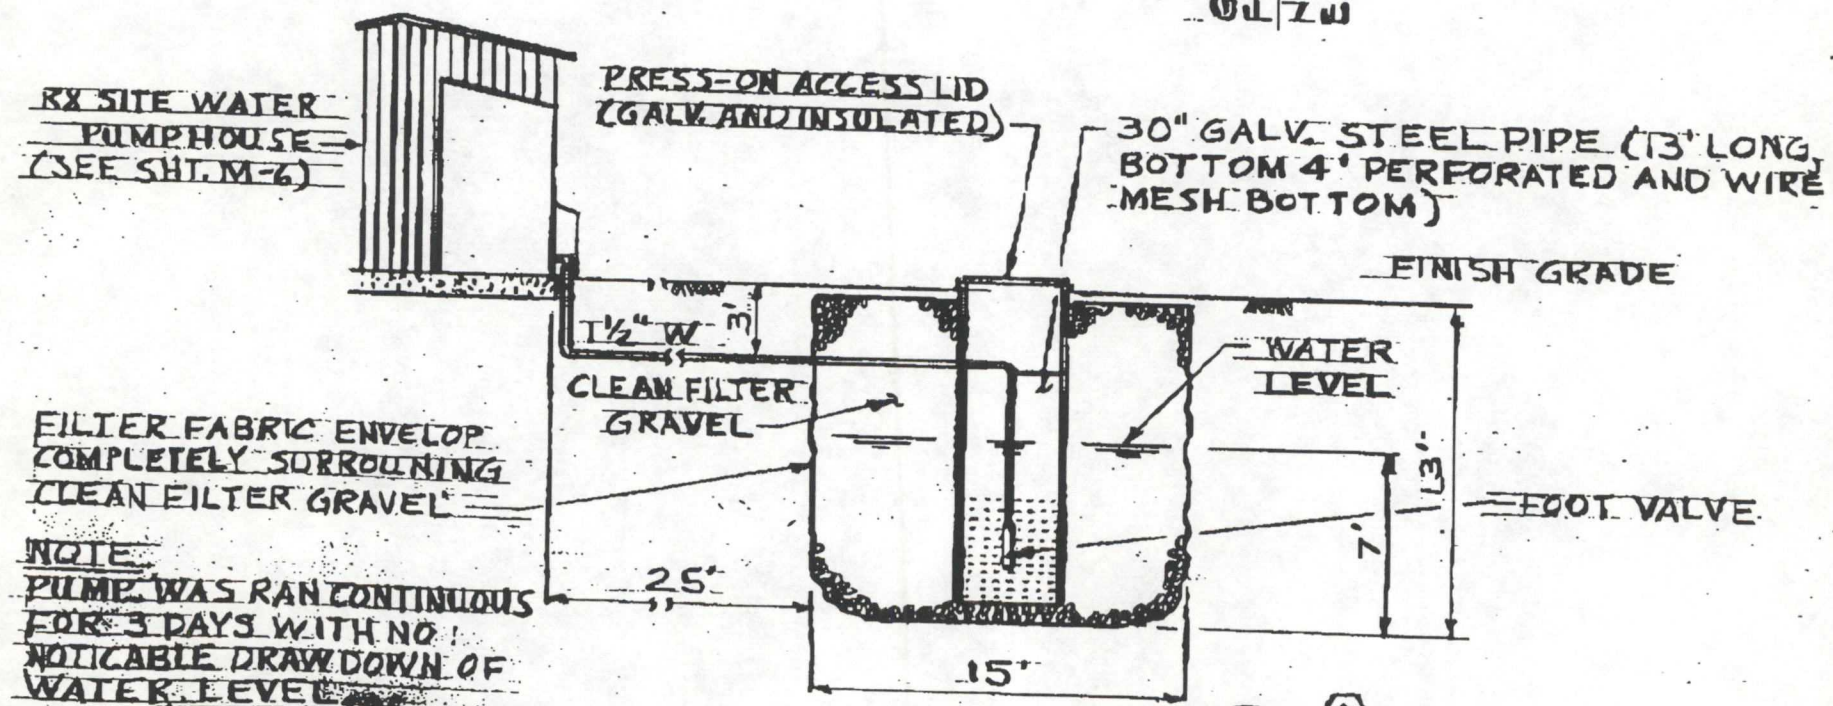 RX SITE WATER
PUMPHOUSE
(SEE SHT. M-6)
PRESS-ON ACCESS LID
(GALV. AND INSULATED)
30" GALV. STEEL PIPE (13' LONG,
BOTTOM 4' PERFORATED AND WIRE
MESH BOTTOM)
FINISH GRADE
1½" W
3'
CLEAN FILTER
GRAVEL
WATER
LEVEL
FILTER FABRIC ENVELOP
COMPLETELY SURROUNING
CLEAN FILTER GRAVEL
FOOT VALVE
7'
13'
25'
15'
NOTE
PUMP WAS RAN CONTINUOUS
FOR 3 DAYS WITH NO
NOTICABLE DRAW DOWN OF
WATER LEVEL